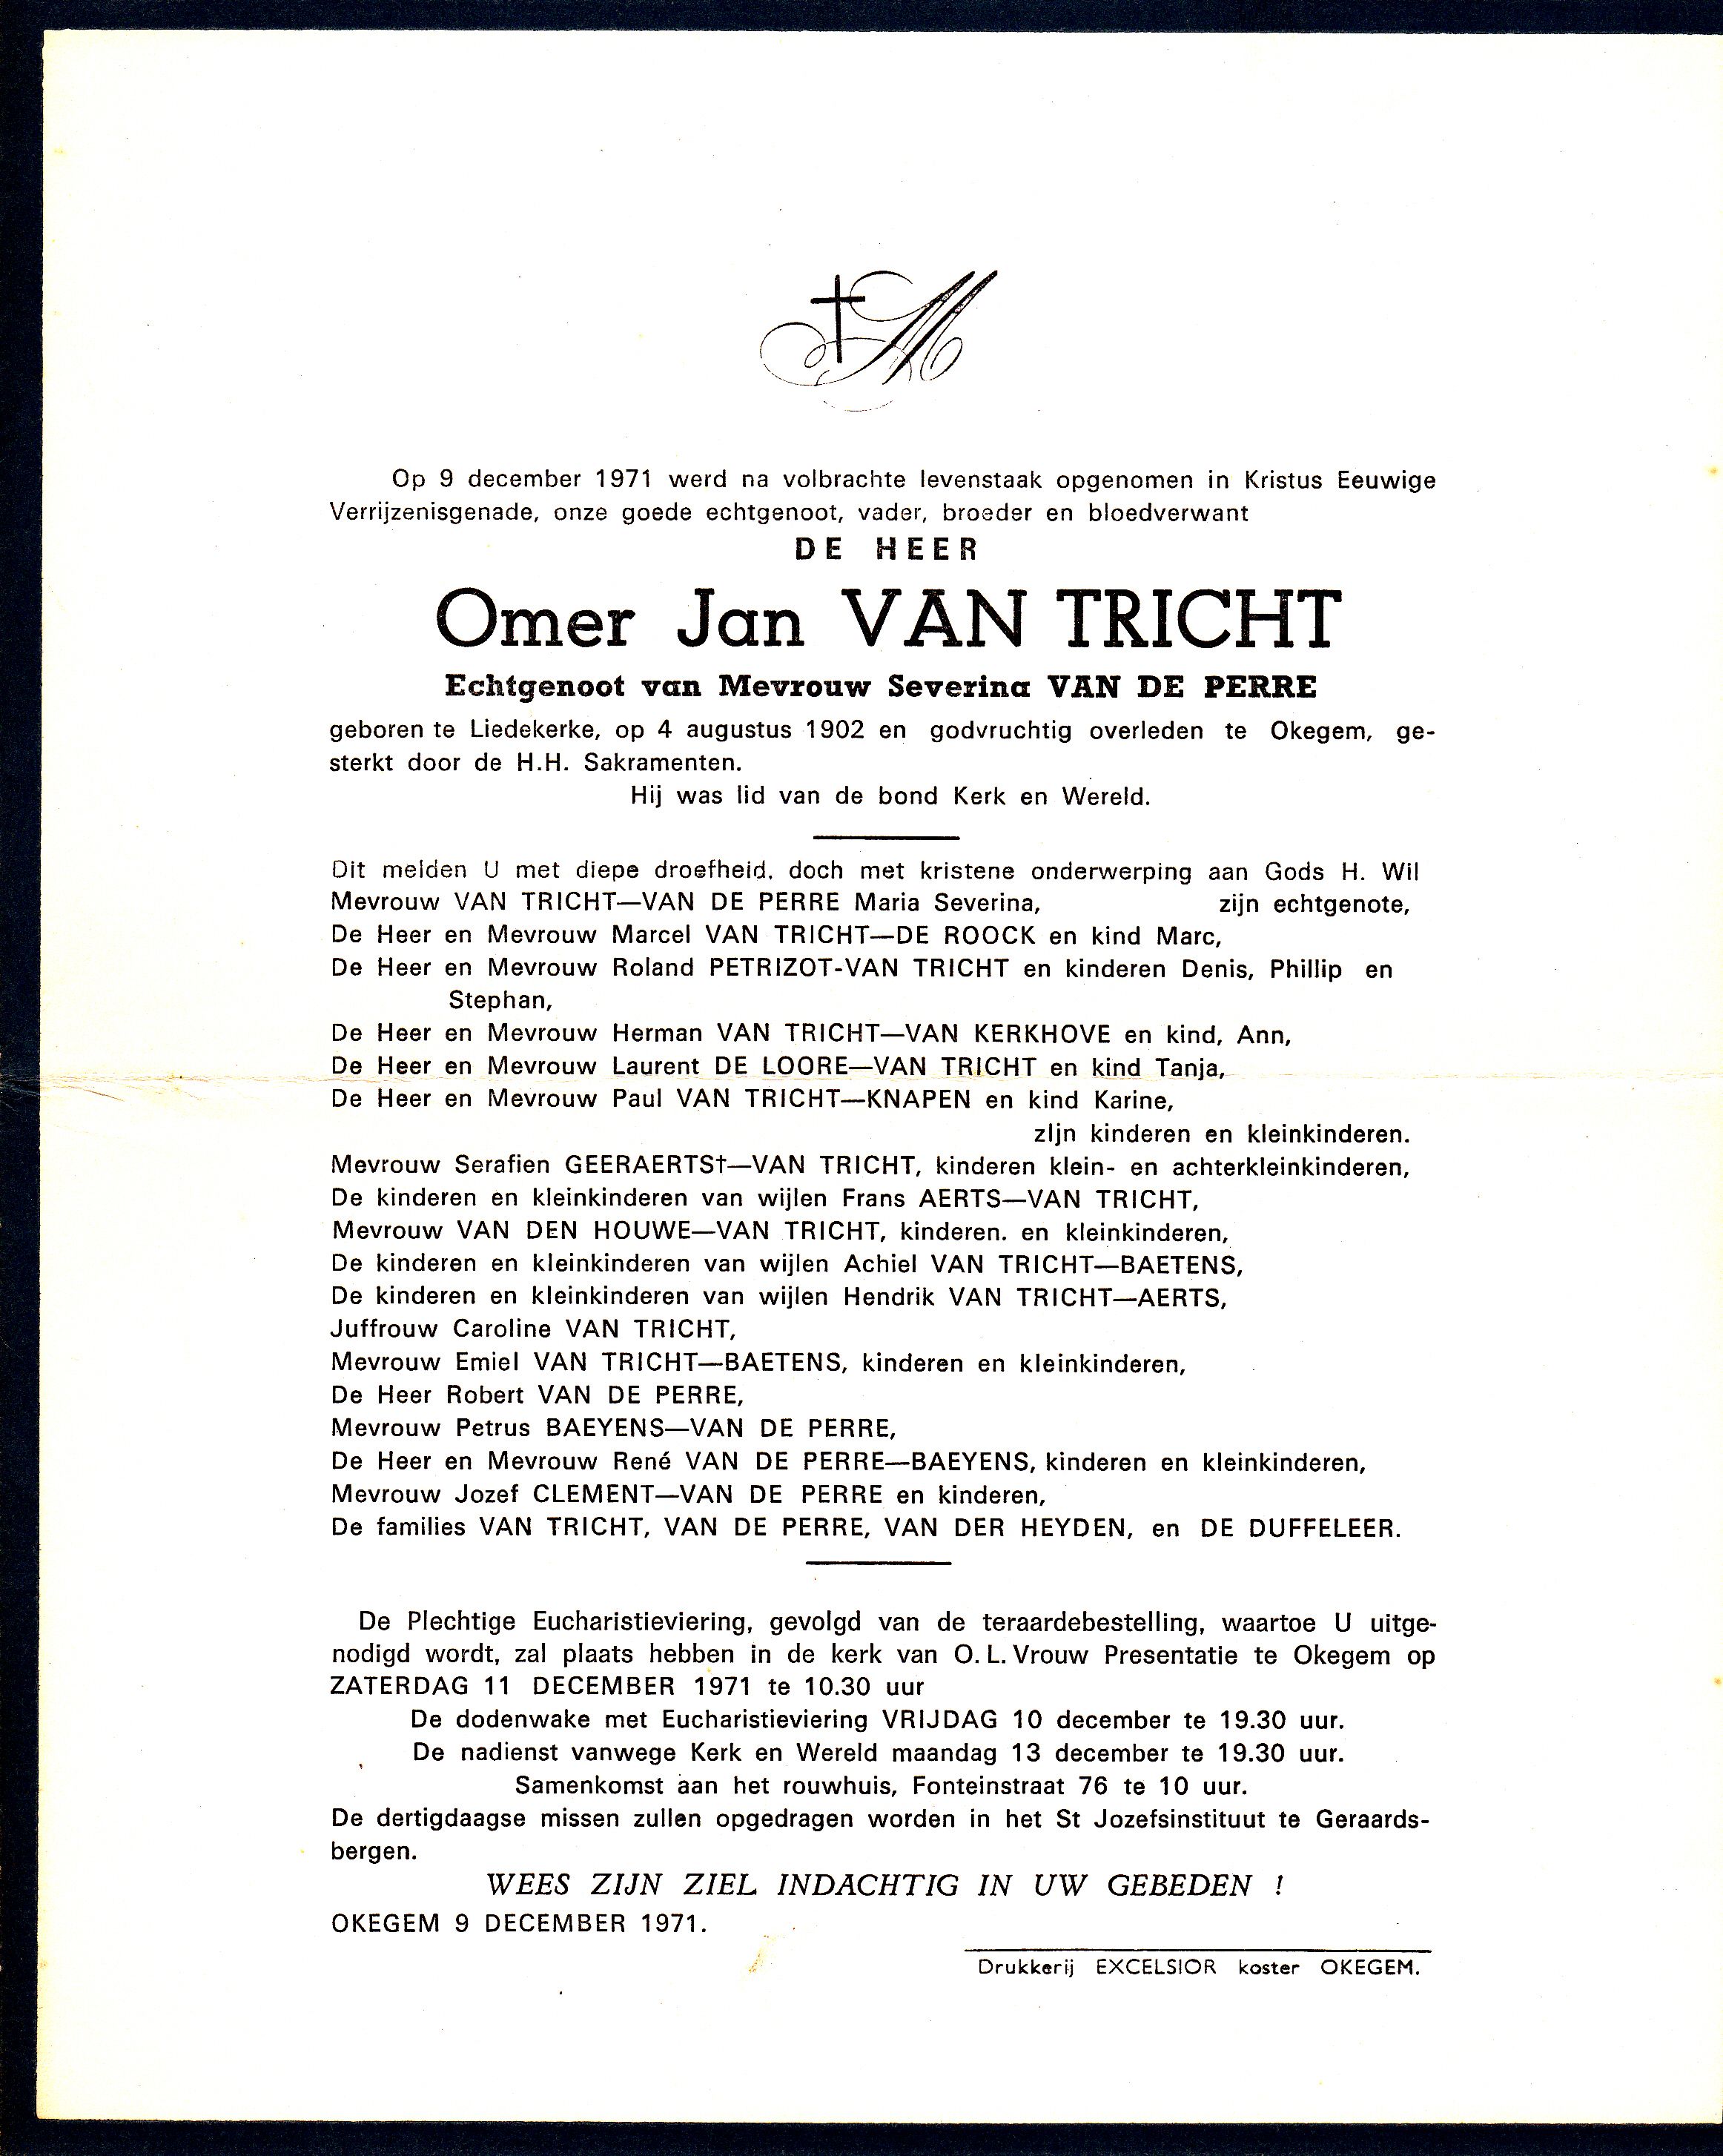 Op 9 december 1971 werd na volbrachte levenstaak opgenomen in Kristus Eeuwige
Verrijzenisgenade, onze goede echtgenoot, vader, broeder en bloedverwant
DE HEER
Omer Jan VAN TRICHT
Echtgenoot van Mevrouw Severina VAN DE PERRE
geboren te Liedekerke, op 4 augustus 1902 en godvruchtig overleden te Okegem, ge-
sterkt door de H.H. Sakramenten.
Hij was lid van de bond Kerk en Wereld.
Dit melden U met diepe droefheid, doch met kristene onderwerping aan Gods H. Wil
Mevrouw VAN TRICHT—VAN DE PERRE Maria Severina, zijn echtgenote,
De Heer en Mevrouw Marcel VAN TRICHT—DE ROOCK en kind Marc,
De Heer en Mevrouw Roland PETRIZOT-VAN TRICHT en kinderen Denis, Phillip en
Stephan,
De Heer en Mevrouw Herman VAN TRICHT—VAN KERKHOVE en kind, Ann,
De Heer en Mevrouw Laurent DE LOORE—VAN TRICHT en kind Tanja,
De Heer en Mevrouw Paul VAN TRICHT—KNAPEN en kind Karine,
zIjn kinderen en kleinkinderen.
Mevrouw Serafien GEERAERTS†—VAN TRICHT, kinderen klein- en achterkleinkinderen,
De kinderen en kleinkinderen van wijlen Frans AERTS—VAN TRICHT,
Mevrouw VAN DEN HOUWE—VAN TRICHT, kinderen. en kleinkinderen,
De kinderen en kleinkinderen van wijlen Achiel VAN TRICHT—BAETENS,
De kinderen en kleinkinderen van wijlen Hendrik VAN TRICHT—AERTS,
Juffrouw Caroline VAN TRICHT,
Mevrouw Emiel VAN TRICHT—BAETENS, kinderen en kleinkinderen,
De Heer Robert VAN DE PERRE,
Mevrouw Petrus BAEYENS—VAN DE PERRE,
De Heer en Mevrouw René VAN DE PERRE—BAEYENS, kinderen en kleinkinderen,
Mevrouw Jozef CLEMENT—VAN DE PERRE en kinderen,
De families VAN TRICHT, VAN DE PERRE, VAN DER HEYDEN, en DE DUFFELEER.
De Plechtige Eucharistieviering, gevolgd van de teraardebestelling, waartoe U uitge-
nodigd wordt, zal plaats hebben in de kerk van O. L. Vrouw Presentatie te Okegem op
ZATERDAG 11 DECEMBER 1971 te 10.30 uur
De dodenwake met Eucharistieviering VRIJDAG 10 december te 19.30 uur.
De nadienst vanwege Kerk en Wereld maandag 13 december te 19.30 uur.
Samenkomst aan het rouwhuis, Fonteinstraat 76 te 10 uur.
De dertigdaagse missen zullen opgedragen worden in het St Jozefsinstituut te Geraards-
bergen.
WEES ZIJN ZIEL INDACHTIG IN UW GEBEDEN !
OKEGEM 9 DECEMBER 1971.
Drukkerij EXCELSIOR koster OKEGEM.